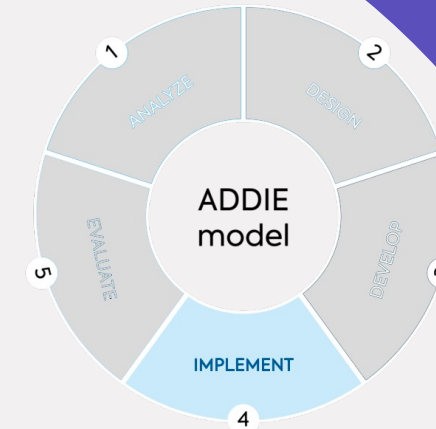 1
ANALYZE
2
DESIGN
ADDIE
model
DEVELOP
IMPLEMENT
4
EVALUATE
5